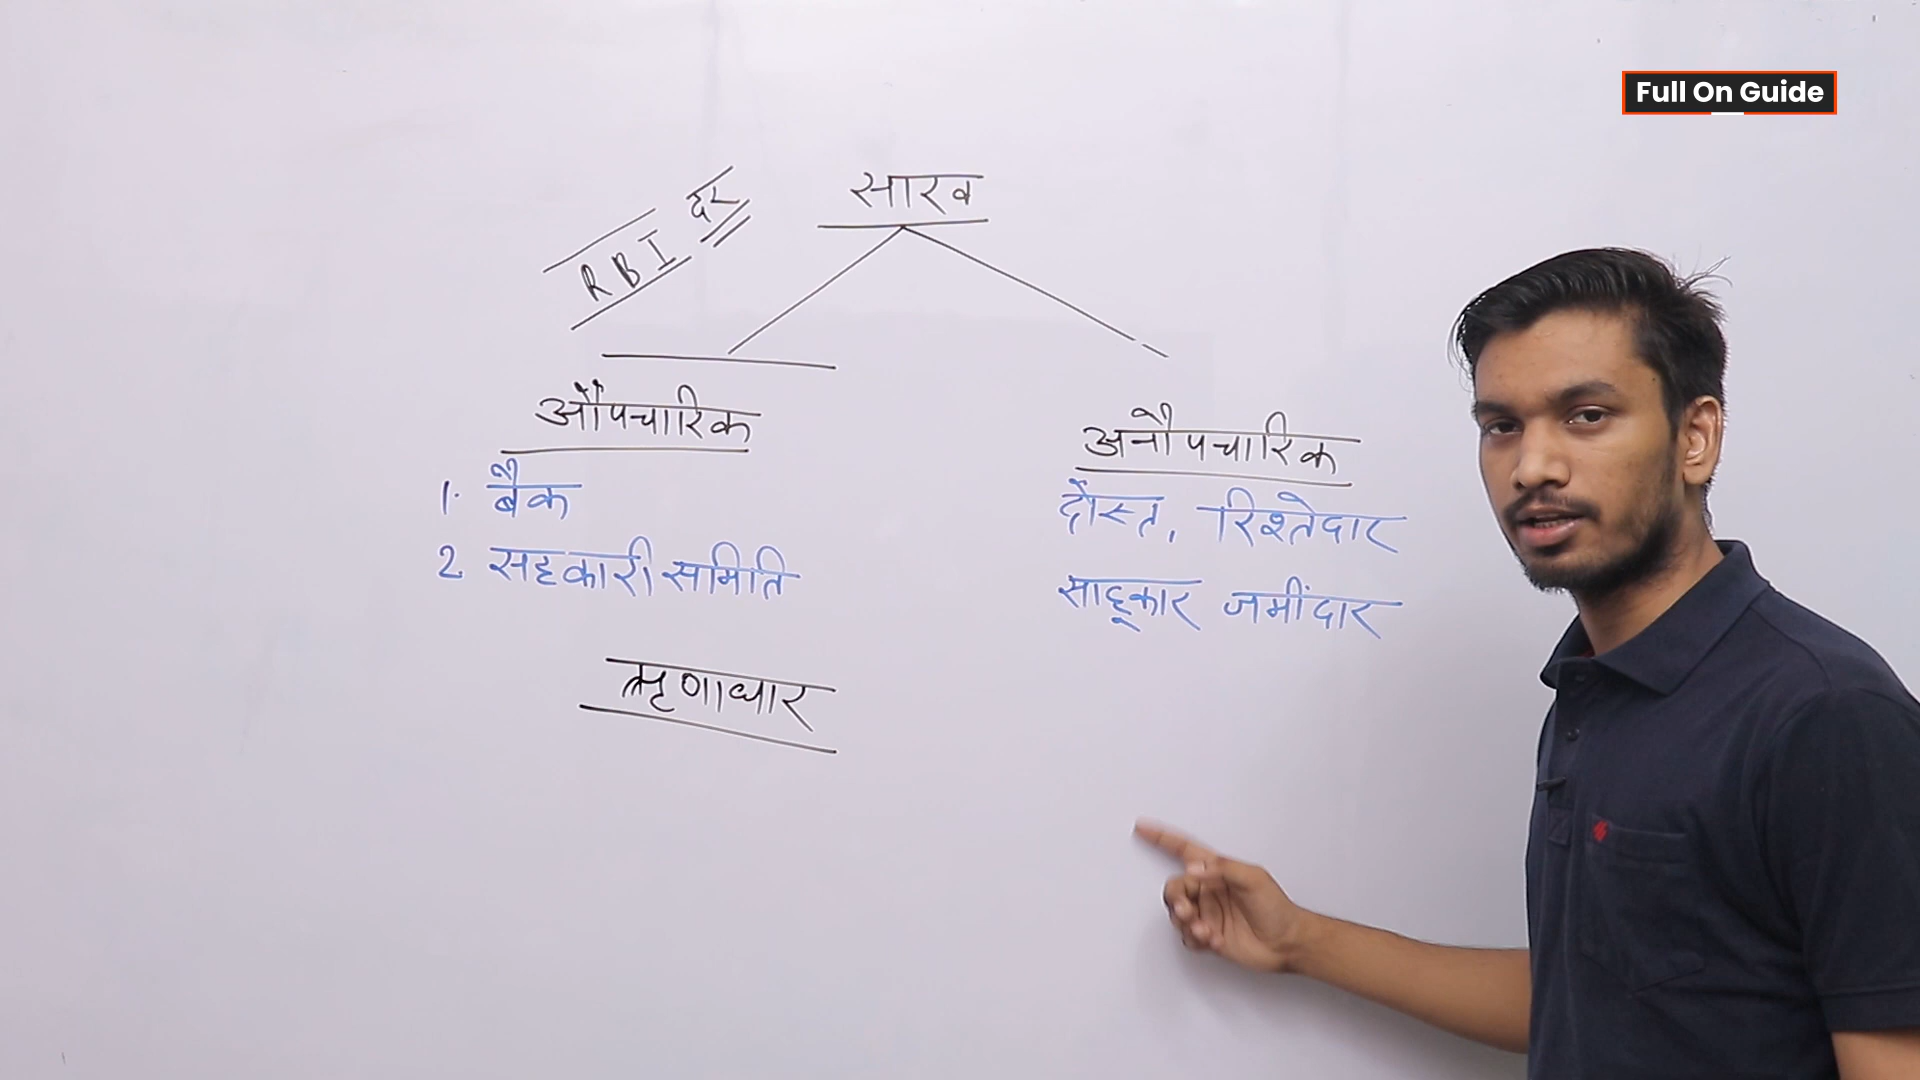 Full On Guide
साख
RBI दर
औपचारिक
अनौपचारिक
1. बैंक
2. सहकारी समिति
दोस्त, रिश्तेदार
साहूकार जमींदार
ऋणाधार